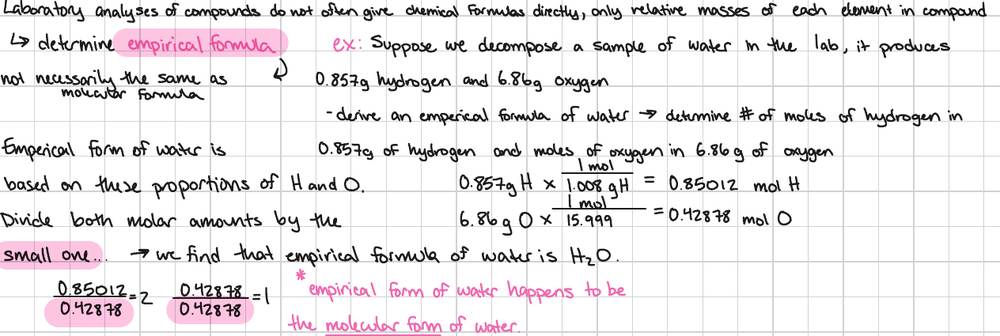 Laboratory analyses of compounds do not often give chemical formulas directly, only relative masses of each element in compound
↳ determine empirical formula
not necessarily the same as
molecular formula
ex: Suppose we decompose a sample of water in the lab, it produces
0.857g hydrogen and 6.86g oxygen
- derive an emperical formula of water → determine # of moles of hydrogen in
0.857g of hydrogen and moles of oxygen in 6.86g of oxygen
Emperical form of water is
based on these proportions of H and O.
0.857g H × 1 mol / 1.008 gH = 0.85012 mol H
6.86g O × 1 mol / 15.999 = 0.42878 mol O
Divide both molar amounts by the
small one... → we find that empirical formula of water is H₂O.
0.85012 / 0.42878 = 2 0.42878 / 0.42878 = 1
* empirical form of water happens to be
the molecular form of water.